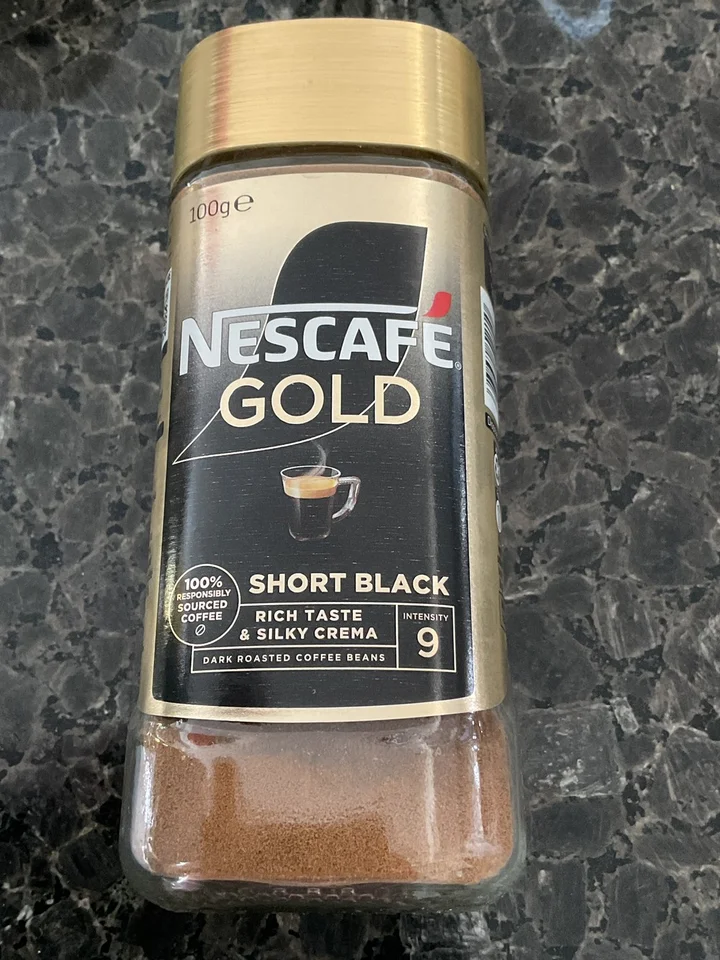 100g℮
NESCAFÉ®
GOLD
100%
RESPONSIBLY
SOURCED
COFFEE
SHORT BLACK
RICH TASTE
& SILKY CREMA
INTENSITY
9
DARK ROASTED COFFEE BEANS